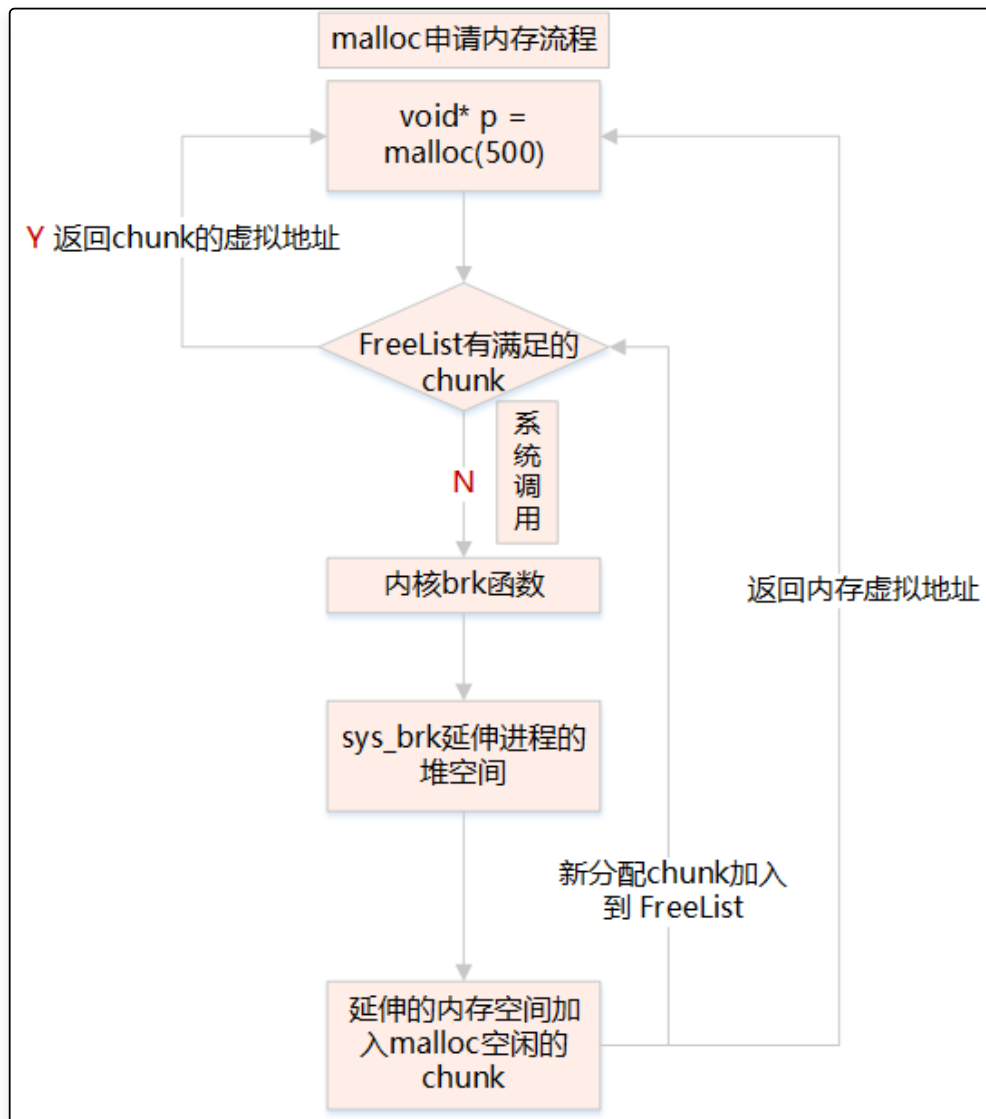 malloc申请内存流程
void* p =
malloc(500)
Y 返回chunk的虚拟地址
FreeList有满足的
chunk
系
统
调
用
N
内核brk函数
返回内存虚拟地址
sys_brk延伸进程的
堆空间
新分配chunk加入
到 FreeList
延伸的内存空间加
入malloc空闲的
chunk